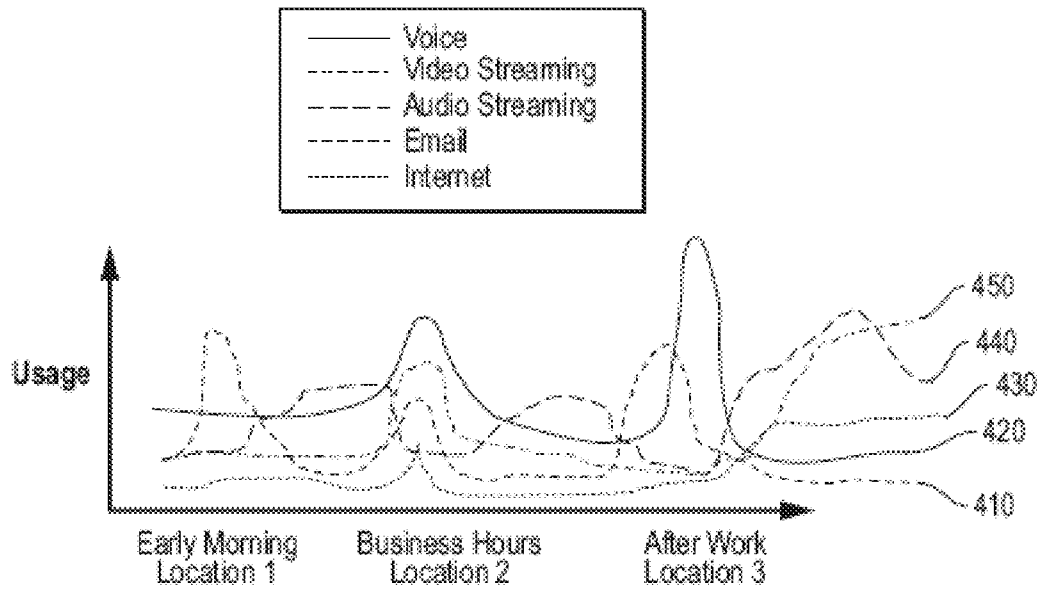 Voice
Video Streaming
Audio Streaming
Email
Internet
Usage
450
440
430
420
410
Early Morning
Location 1
Business Hours
Location 2
After Work
Location 3